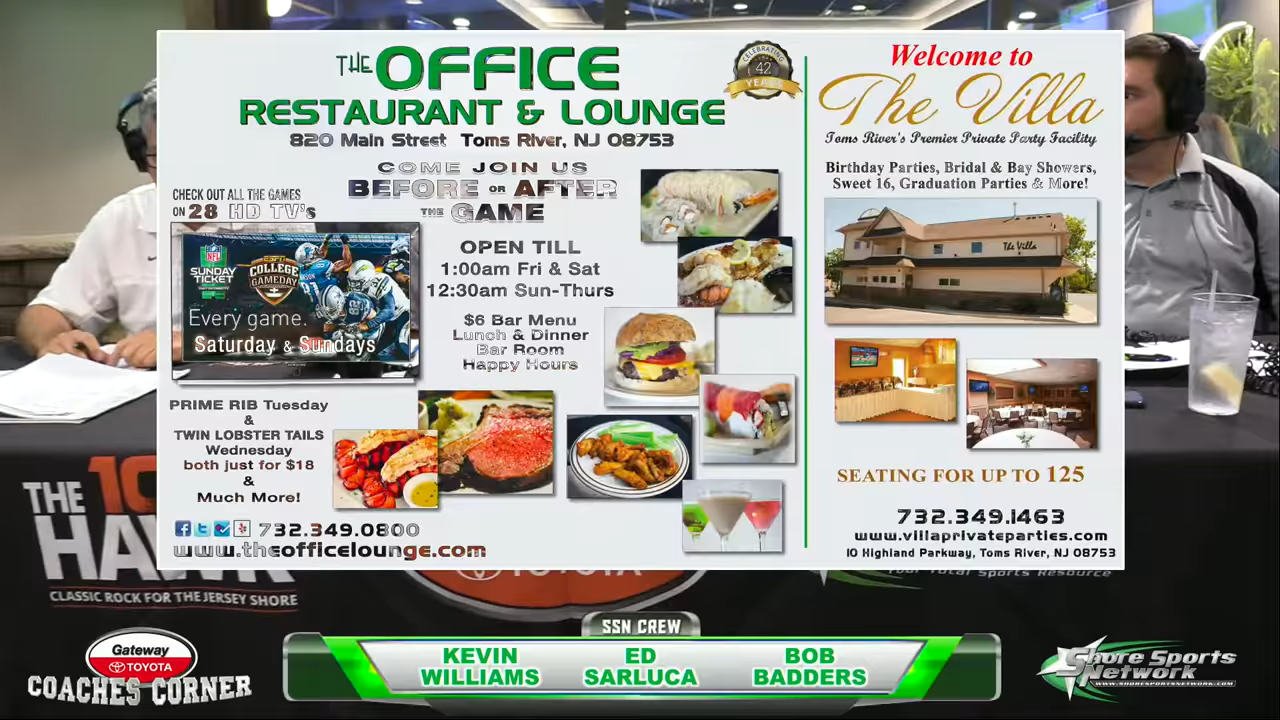 THE OFFICE
RESTAURANT & LOUNGE
820 Main Street Toms River, NJ 08753
CELEBRATING
42
YEARS
COME JOIN US
BEFORE OR AFTER
THE GAME
CHECK OUT ALL THE GAMES
ON 28 HD TV's
NFL
SUNDAY
TICKET
ESPN
COLLEGE
GAMEDAY
Every game.
Saturday & Sundays
OPEN TILL
1:00am Fri & Sat
12:30am Sun-Thurs
$6 Bar Menu
Lunch & Dinner
Bar Room
Happy Hours
PRIME RIB Tuesday
&
TWIN LOBSTER TAILS
Wednesday
both just for $18
&
Much More!
732.349.0800
www.theofficelounge.com
Welcome to
The Villa
Toms River's Premier Private Party Facility
Birthday Parties, Bridal & Bay Showers,
Sweet 16, Graduation Parties & More!
The Villa
SEATING FOR UP TO 125
732.349.1463
www.villaprivateparties.com
10 Highland Parkway, Toms River, NJ 08753
THE 10
HAWK
CLASSIC ROCK FOR THE JERSEY SHORE
TOYOTA
Your Total Sports Resource
SSN CREW
KEVIN WILLIAMS
ED SARLUCA
BOB BADDERS
Gateway
TOYOTA
COACHES CORNER
Shore Sports
Network
WWW.SHORESPORTSNETWORK.COM